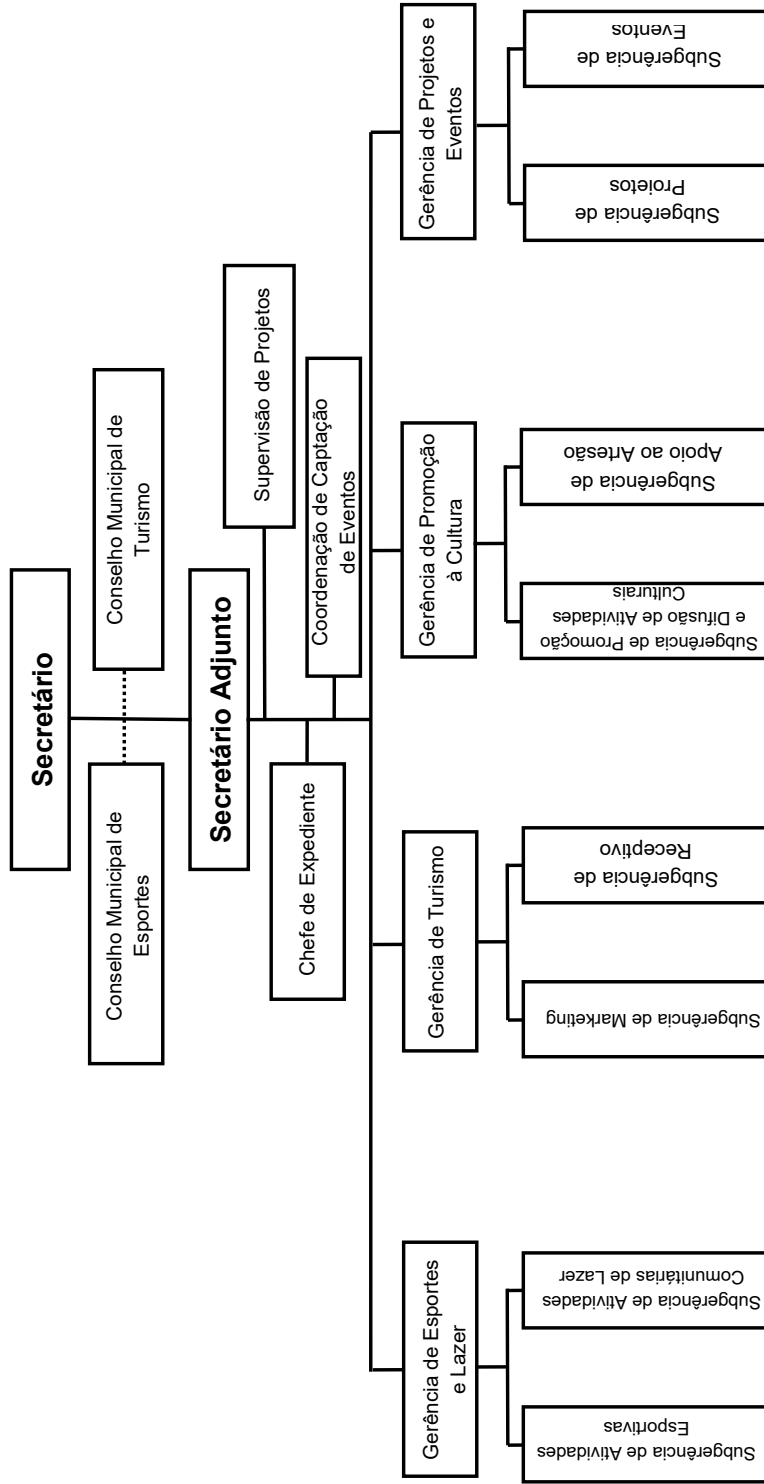 Secretário
Conselho Municipal de
Esportes
Conselho Municipal de
Turismo
Secretário Adjunto
Supervisão de Projetos
Chefe de Expediente
Coordenação de Captação
de Eventos
Gerência de Esportes
e Lazer
Gerência de Turismo
Gerência de Promoção
à Cultura
Gerência de Projetos e
Eventos
Subgerência de Atividades
Esportivas
Subgerência de Atividades
Comunitárias de Lazer
Subgerência de Marketing
Subgerência de
Receptivo
Subgerência de Promoção
e Difusão de Atividades
Culturais
Subgerência de
Apoio ao Artesão
Subgerência de
Projetos
Subgerência de
Eventos